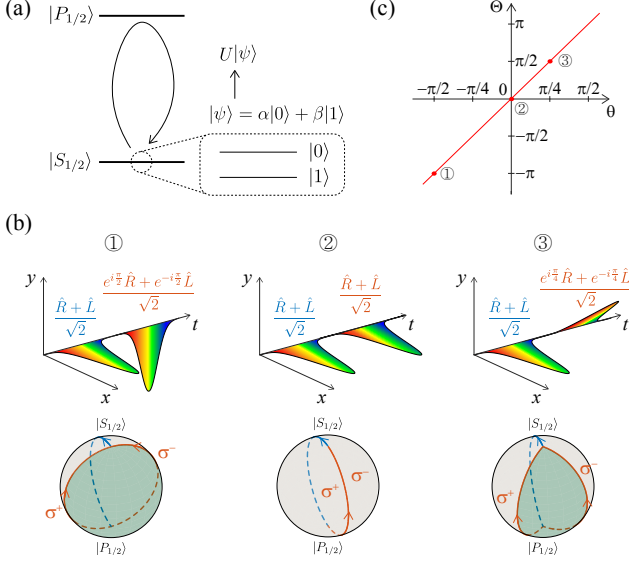 (a)
|P₁/₂⟩
U|ψ⟩
|ψ⟩ = α|0⟩ + β|1⟩
|S₁/₂⟩
|0⟩
|1⟩
(c)
Θ
π
π/2
③
−π/2 −π/4 0 π/4 π/2
② θ
−π/2
① −π
(b)
①
y
(R̂ + L̂)/√2
(e^{iπ/2}R̂ + e^{−iπ/2}L̂)/√2
t
x
|S₁/₂⟩
σ⁻
σ⁺
|P₁/₂⟩
②
y
(R̂ + L̂)/√2
(R̂ + L̂)/√2
t
x
|S₁/₂⟩
σ⁺ σ⁻
|P₁/₂⟩
③
y
(R̂ + L̂)/√2
(e^{iπ/4}R̂ + e^{−iπ/4}L̂)/√2
t
x
|S₁/₂⟩
σ⁻
σ⁺
|P₁/₂⟩